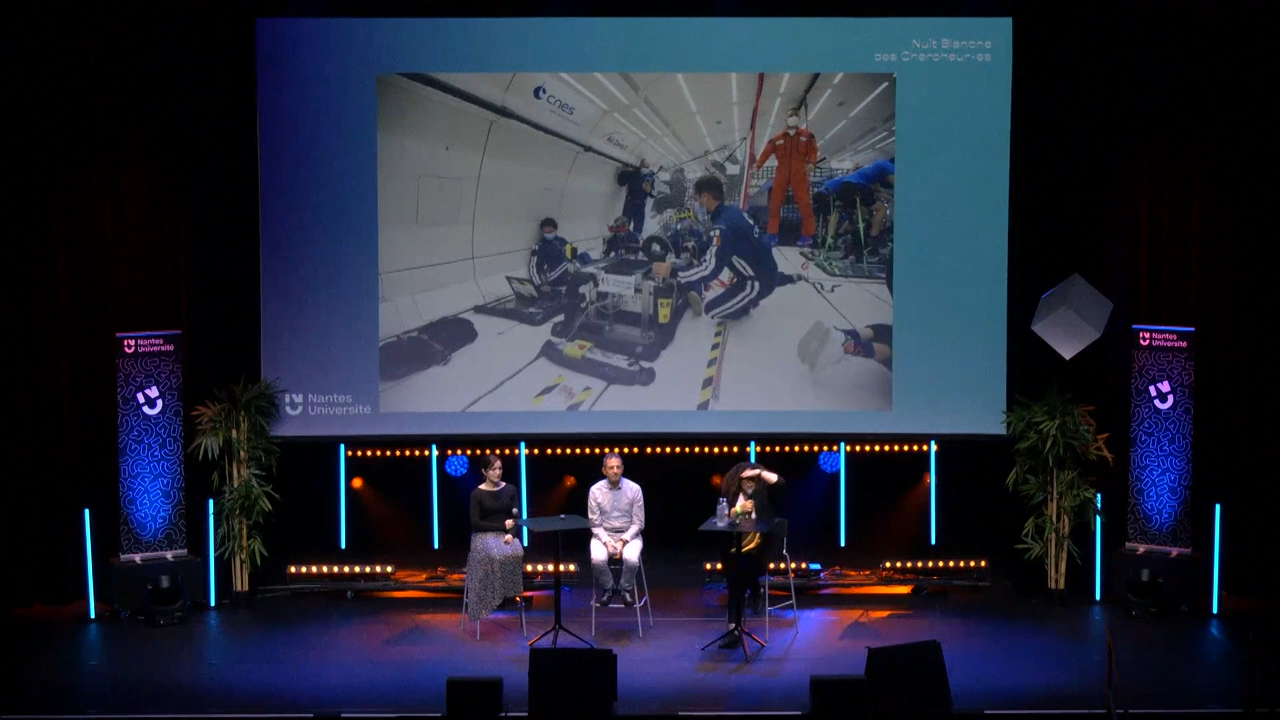 Nuit Blanche
des Chercheur·es
cnes
Nantes
Université
Nantes
Université
Nantes
Université